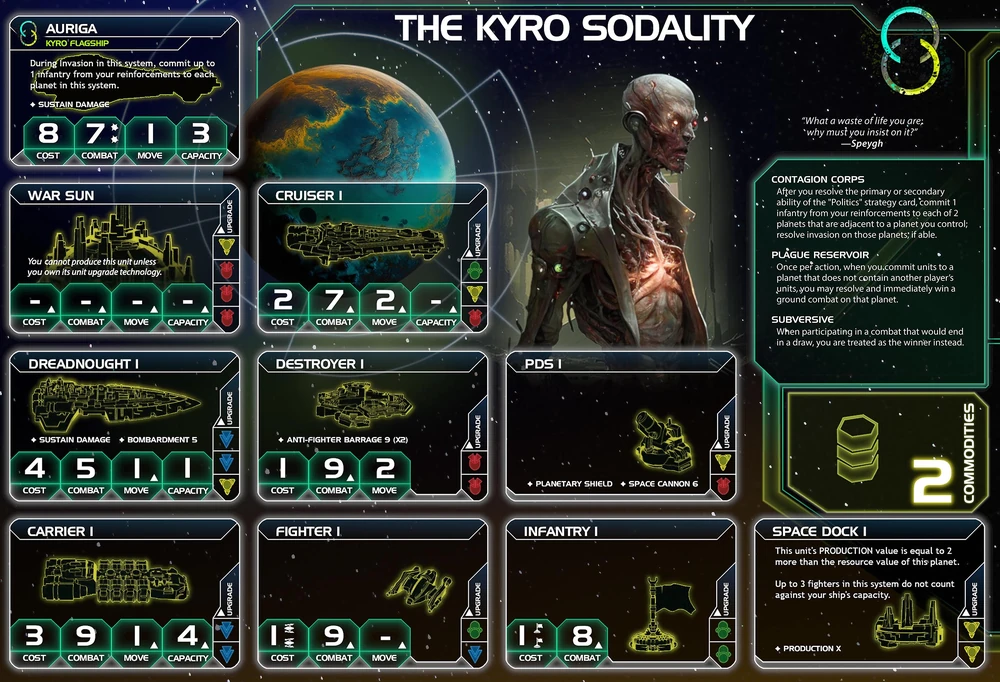 THE KYRO SODALITY
AURIGA
KYRO FLAGSHIP
During Invasion in this system, commit up to
1 infantry from your reinforcements to each
planet in this system.
SUSTAIN DAMAGE
8 7 1 3
COST COMBAT MOVE CAPACITY
"What a waste of life you are;
why must you insist on it?"
—Speygh
CONTAGION CORPS
After you resolve the primary or secondary
ability of the "Politics" strategy card, commit 1
infantry from your reinforcements to each of 2
planets that are adjacent to a planet you control;
resolve invasion on those planets, if able.
PLAGUE RESERVOIR
Once per action, when you commit units to a
planet that does not contain another player's
units, you may resolve and immediately win a
ground combat on that planet.
SUBVERSIVE
When participating in a combat that would end
in a draw, you are treated as the winner instead.
2
COMMODITIES
WAR SUN
You cannot produce this unit unless
you own its unit upgrade technology.
- - - -
COST COMBAT MOVE CAPACITY
UPGRADE
CRUISER I
2 7 2 -
COST COMBAT MOVE CAPACITY
UPGRADE
DREADNOUGHT I
SUSTAIN DAMAGE BOMBARDMENT 5
4 5 1 1
COST COMBAT MOVE CAPACITY
UPGRADE
DESTROYER I
ANTI-FIGHTER BARRAGE 9 (X2)
1 9 2
COST COMBAT MOVE
UPGRADE
PDS I
PLANETARY SHIELD SPACE CANNON 6
UPGRADE
CARRIER I
3 9 1 4
COST COMBAT MOVE CAPACITY
UPGRADE
FIGHTER I
1 9 -
COST COMBAT MOVE
UPGRADE
INFANTRY I
1 8
COST COMBAT
UPGRADE
SPACE DOCK I
This unit's PRODUCTION value is equal to 2
more than the resource value of this planet.
Up to 3 fighters in this system do not count
against your ship's capacity.
PRODUCTION X
UPGRADE